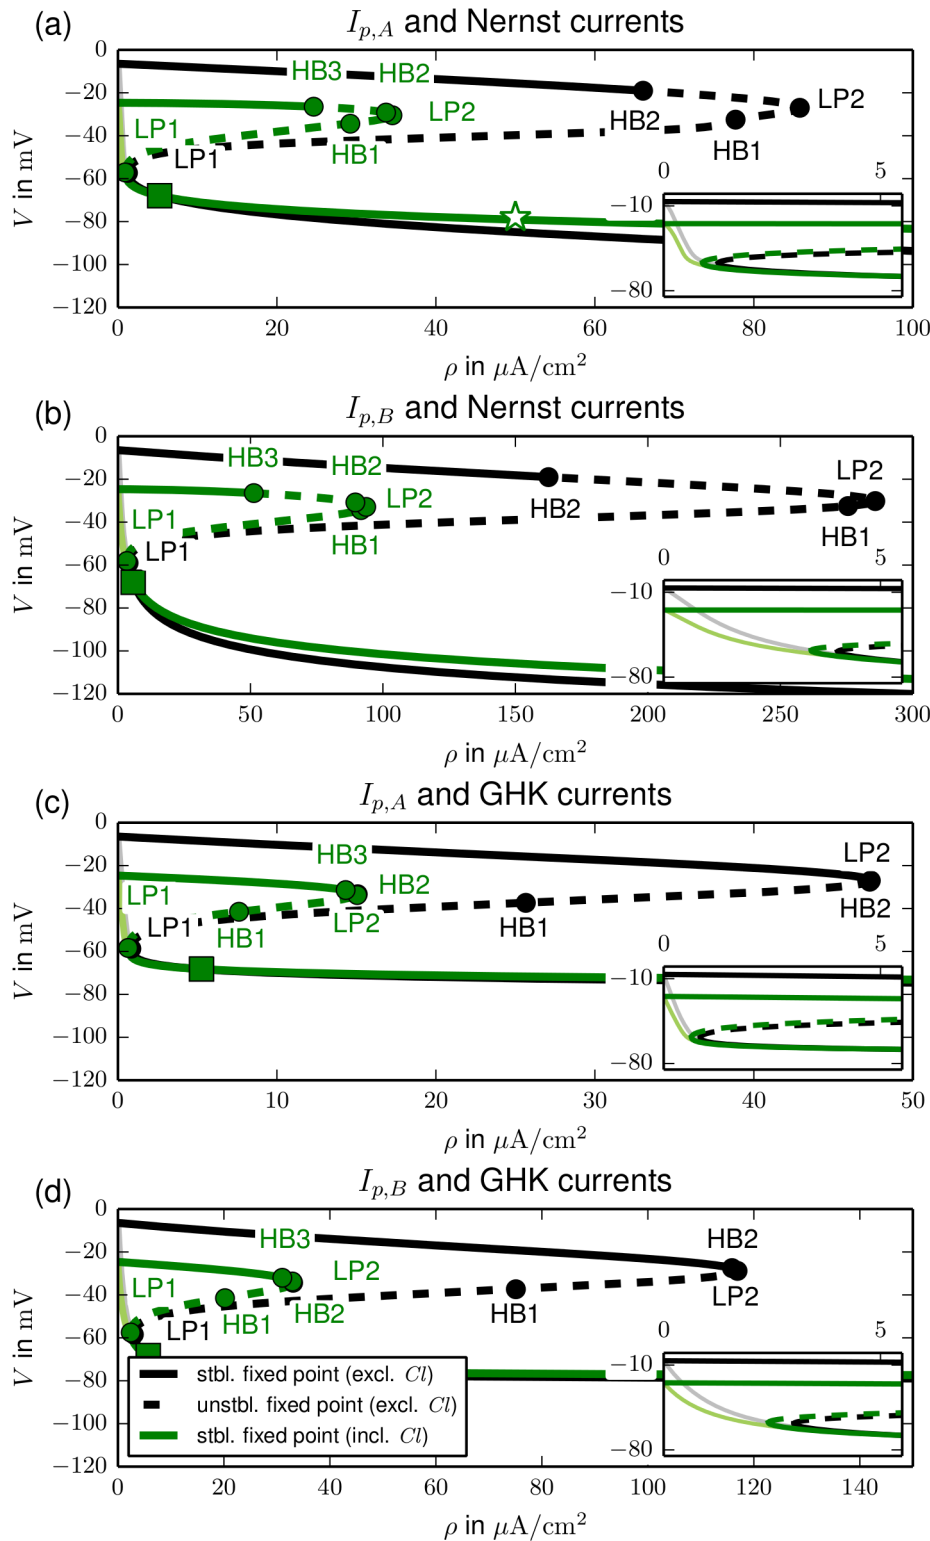 (a) I_{p,A} and Nernst currents
0
−20
−40
−60
−80
−100
−120
V in mV
HB3 HB2
LP2 LP2
LP1 HB2
LP1 HB1 HB1
0 5
−10
−80
0 20 40 60 80 100
ρ in μA/cm²
(b) I_{p,B} and Nernst currents
0
−20
−40
−60
−80
−100
−120
V in mV
HB3 HB2 LP2
LP1 LP2 HB2
LP1 HB1 HB1
0 5
−10
−80
0 50 100 150 200 250 300
ρ in μA/cm²
(c) I_{p,A} and GHK currents
0
−20
−40
−60
−80
−100
−120
V in mV
HB3 LP2
LP1 HB2 HB2
LP1 HB1 LP2 HB1
0 5
−10
−80
0 10 20 30 40 50
ρ in μA/cm²
(d) I_{p,B} and GHK currents
0
−20
−40
−60
−80
−100
−120
V in mV
HB3 HB2
LP1 LP2 LP2
LP1 HB1 HB2 HB1
0 5
−10
−80
stbl. fixed point (excl. Cl)
unstbl. fixed point (excl. Cl)
stbl. fixed point (incl. Cl)
0 20 40 60 80 100 120 140
ρ in μA/cm²